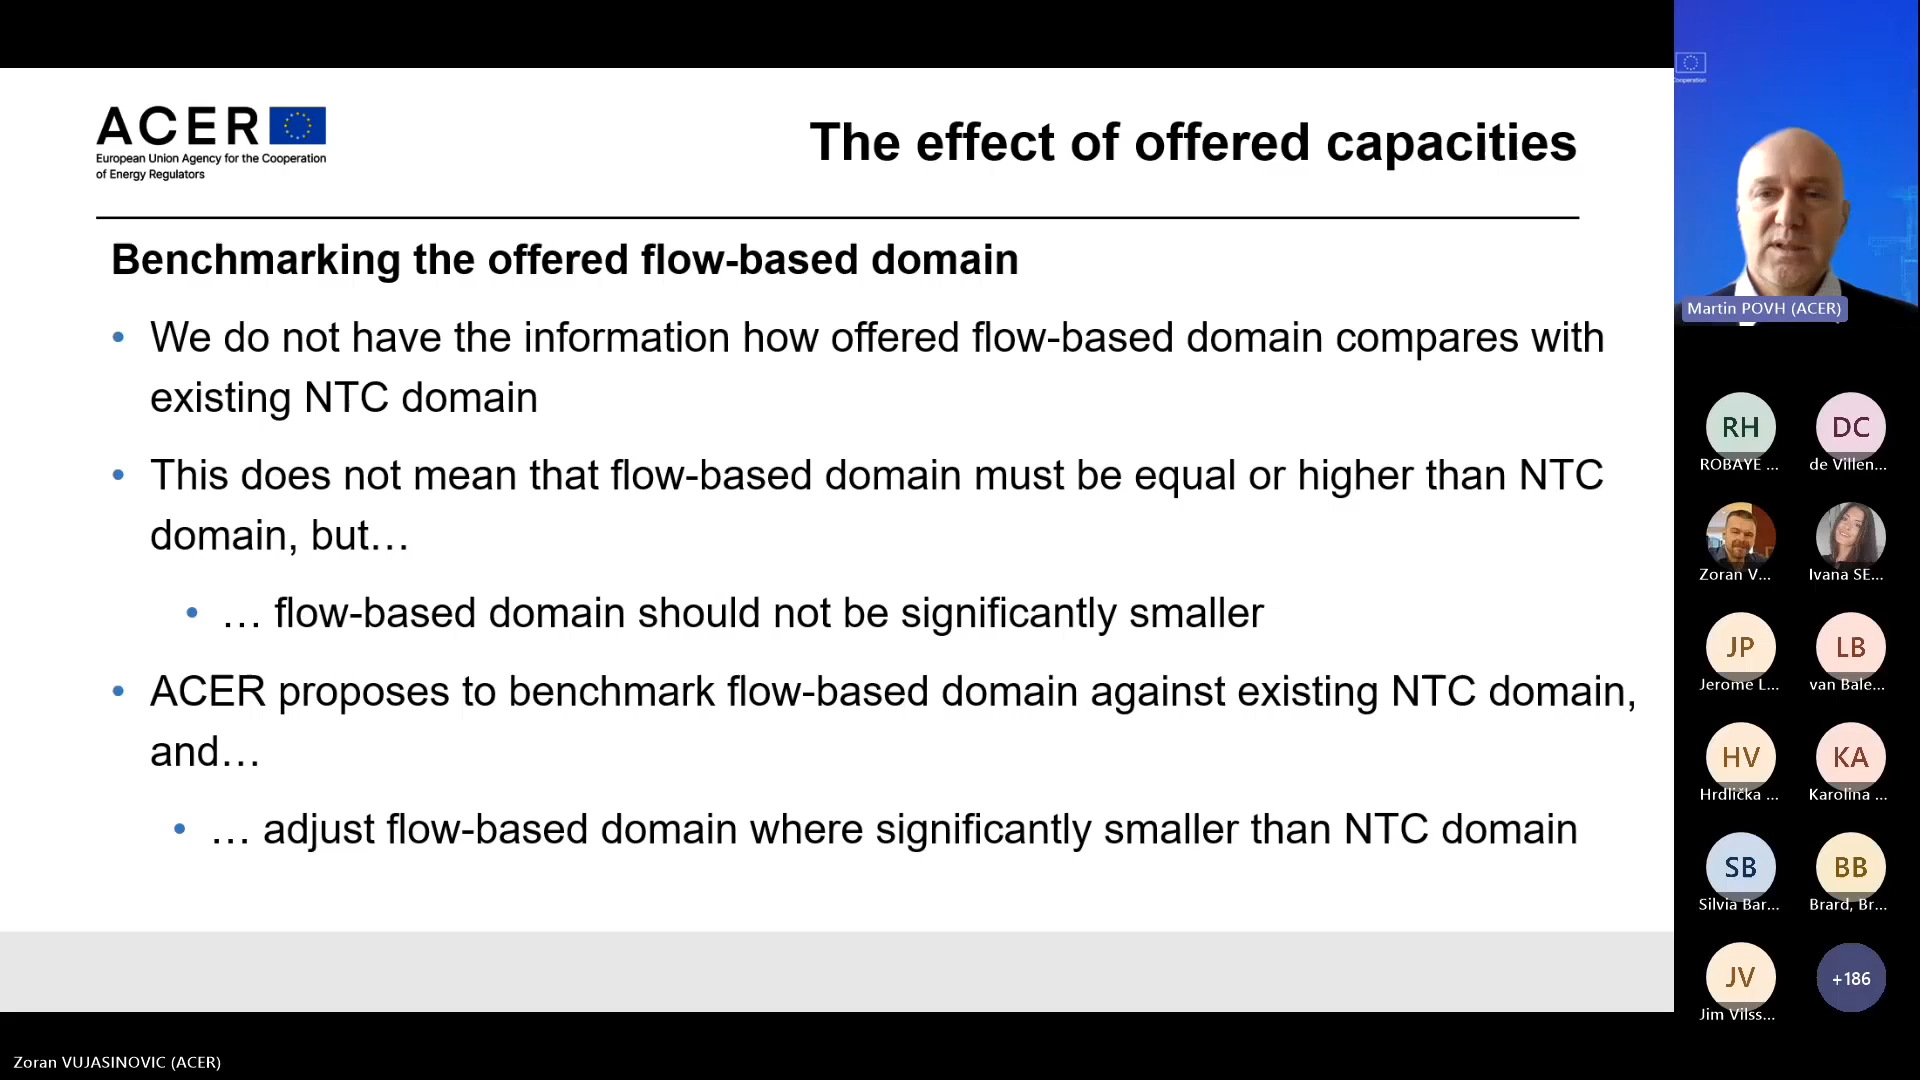 ACER
European Union Agency for the Cooperation
of Energy Regulators
The effect of offered capacities
Benchmarking the offered flow-based domain
• We do not have the information how offered flow-based domain compares with
existing NTC domain
• This does not mean that flow-based domain must be equal or higher than NTC
domain, but…
• … flow-based domain should not be significantly smaller
• ACER proposes to benchmark flow-based domain against existing NTC domain,
and…
• … adjust flow-based domain where significantly smaller than NTC domain
Martin POVH (ACER)
RH
ROBAYE ...
DC
de Villen...
Zoran V...
Ivana SE...
JP
Jerome L...
LB
van Bale...
HV
Hrdlička ...
KA
Karolina ...
SB
Silvia Bar...
BB
Brard, Br...
JV
Jim Vilss...
+186
Zoran VUJASINOVIC (ACER)